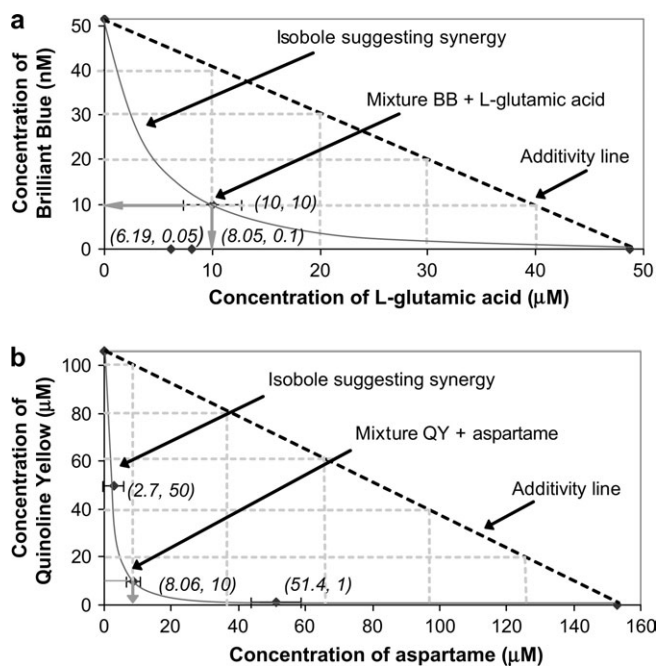 a
Concentration of
Brilliant Blue (nM)
50
40
30
20
10
0
Isobole suggesting synergy
Mixture BB + L-glutamic acid
Additivity line
(10, 10)
(6.19, 0.05)
(8.05, 0.1)
0
10
20
30
40
50
Concentration of L-glutamic acid (µM)
b
Concentration of
Quinoline Yellow (µM)
100
80
60
40
20
0
Isobole suggesting synergy
Mixture QY + aspartame
Additivity line
(2.7, 50)
(8.06, 10)
(51.4, 1)
0
20
40
60
80
100
120
140
160
Concentration of aspartame (µM)